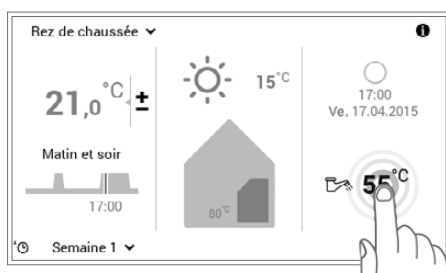 Rez de chaussée
21,0 °C ±
Matin et soir
17:00
Semaine 1
15°C
80°C
17:00
Ve, 17.04.2015
55°C